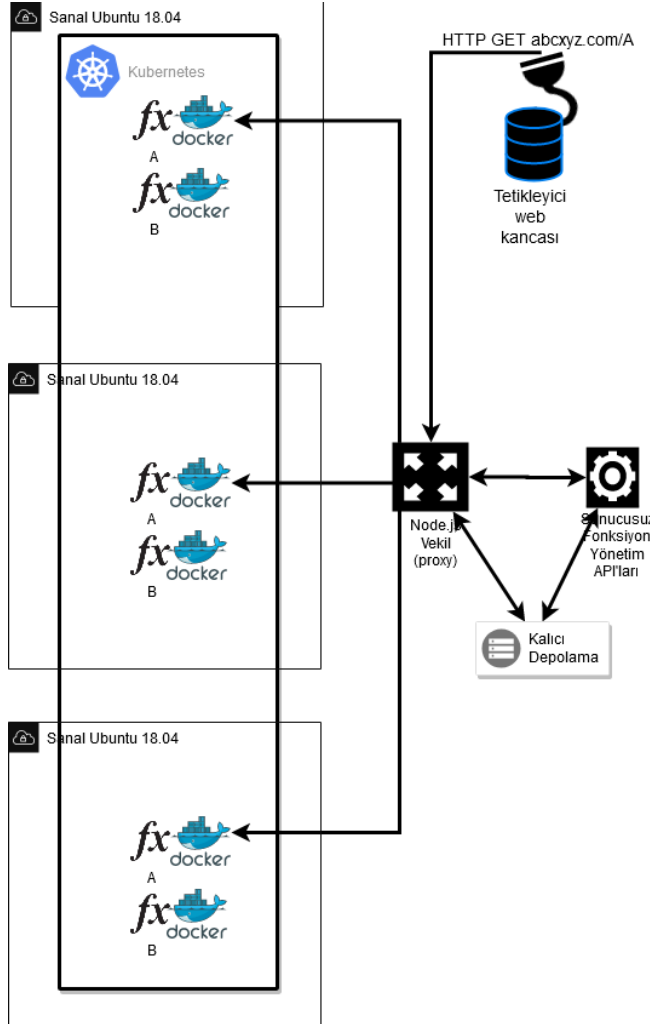 Sanal Ubuntu 18.04
Kubernetes
fx docker
A
fx docker
B
HTTP GET abcxyz.com/A
Tetikleyici
web
kancası
Sanal Ubuntu 18.04
fx docker
A
fx docker
B
Node.js
Vekil
(proxy)
Sunucusuz
Fonksiyon
Yönetim
API'ları
Kalıcı
Depolama
Sanal Ubuntu 18.04
fx docker
A
fx docker
B